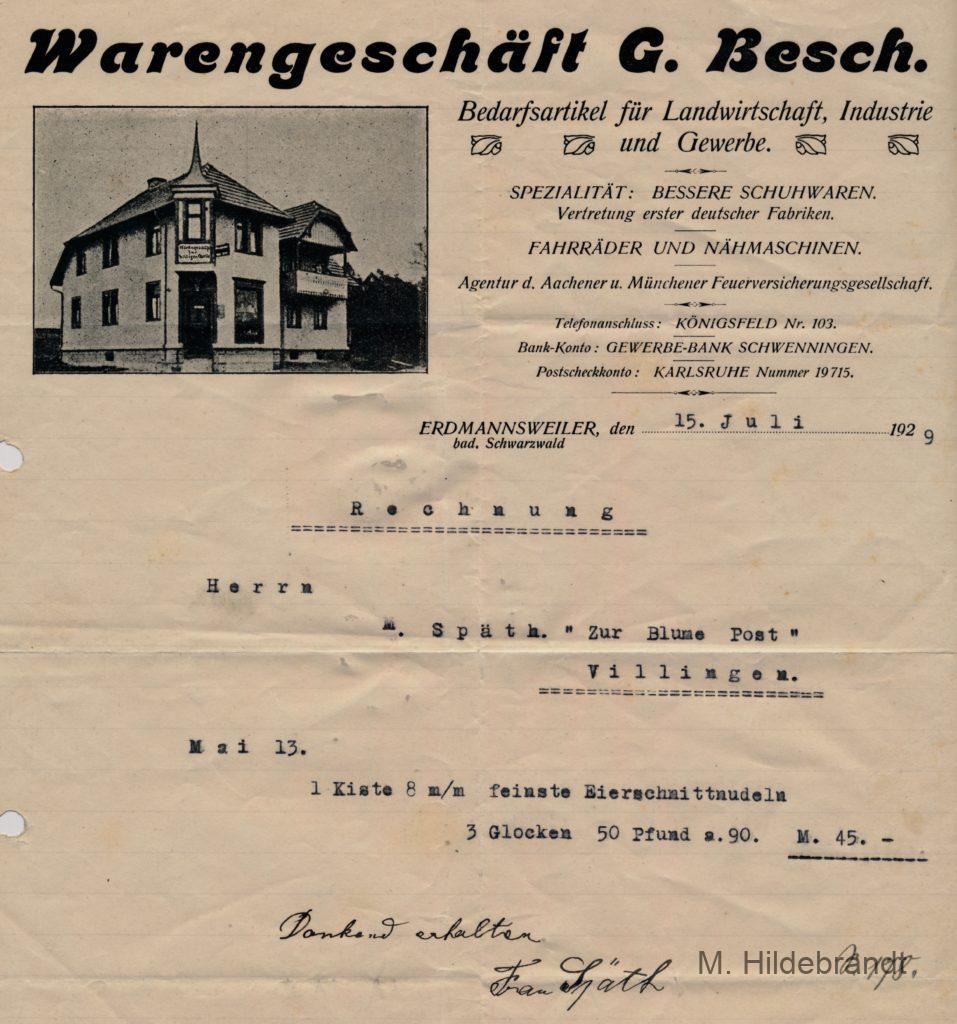 Warengeschäft G. Besch.
Bedarfsartikel für Landwirtschaft, Industrie
und Gewerbe.
SPEZIALITÄT: BESSERE SCHUHWAREN.
Vertretung erster deutscher Fabriken.
FAHRRÄDER UND NÄHMASCHINEN.
Agentur d. Aachener u. Münchener Feuerversicherungsgesellschaft.
Telefonanschluss: KÖNIGSFELD Nr. 103.
Bank-Konto: GEWERBE-BANK SCHWENNINGEN.
Postscheckkonto: KARLSRUHE Nummer 19715.
ERDMANNSWEILER, den 15. Juli 1929
bad. Schwarzwald
Rechnung
Herrn
M. Späth. "Zur Blume Post"
Villingen.
Mai 13.
1 Kiste 8 m/m feinste Eierschnittnudeln
3 Glocken 50 Pfund a.90. M. 45. -
Dankend erhalten
Frau Späth
M. Hildebrandt